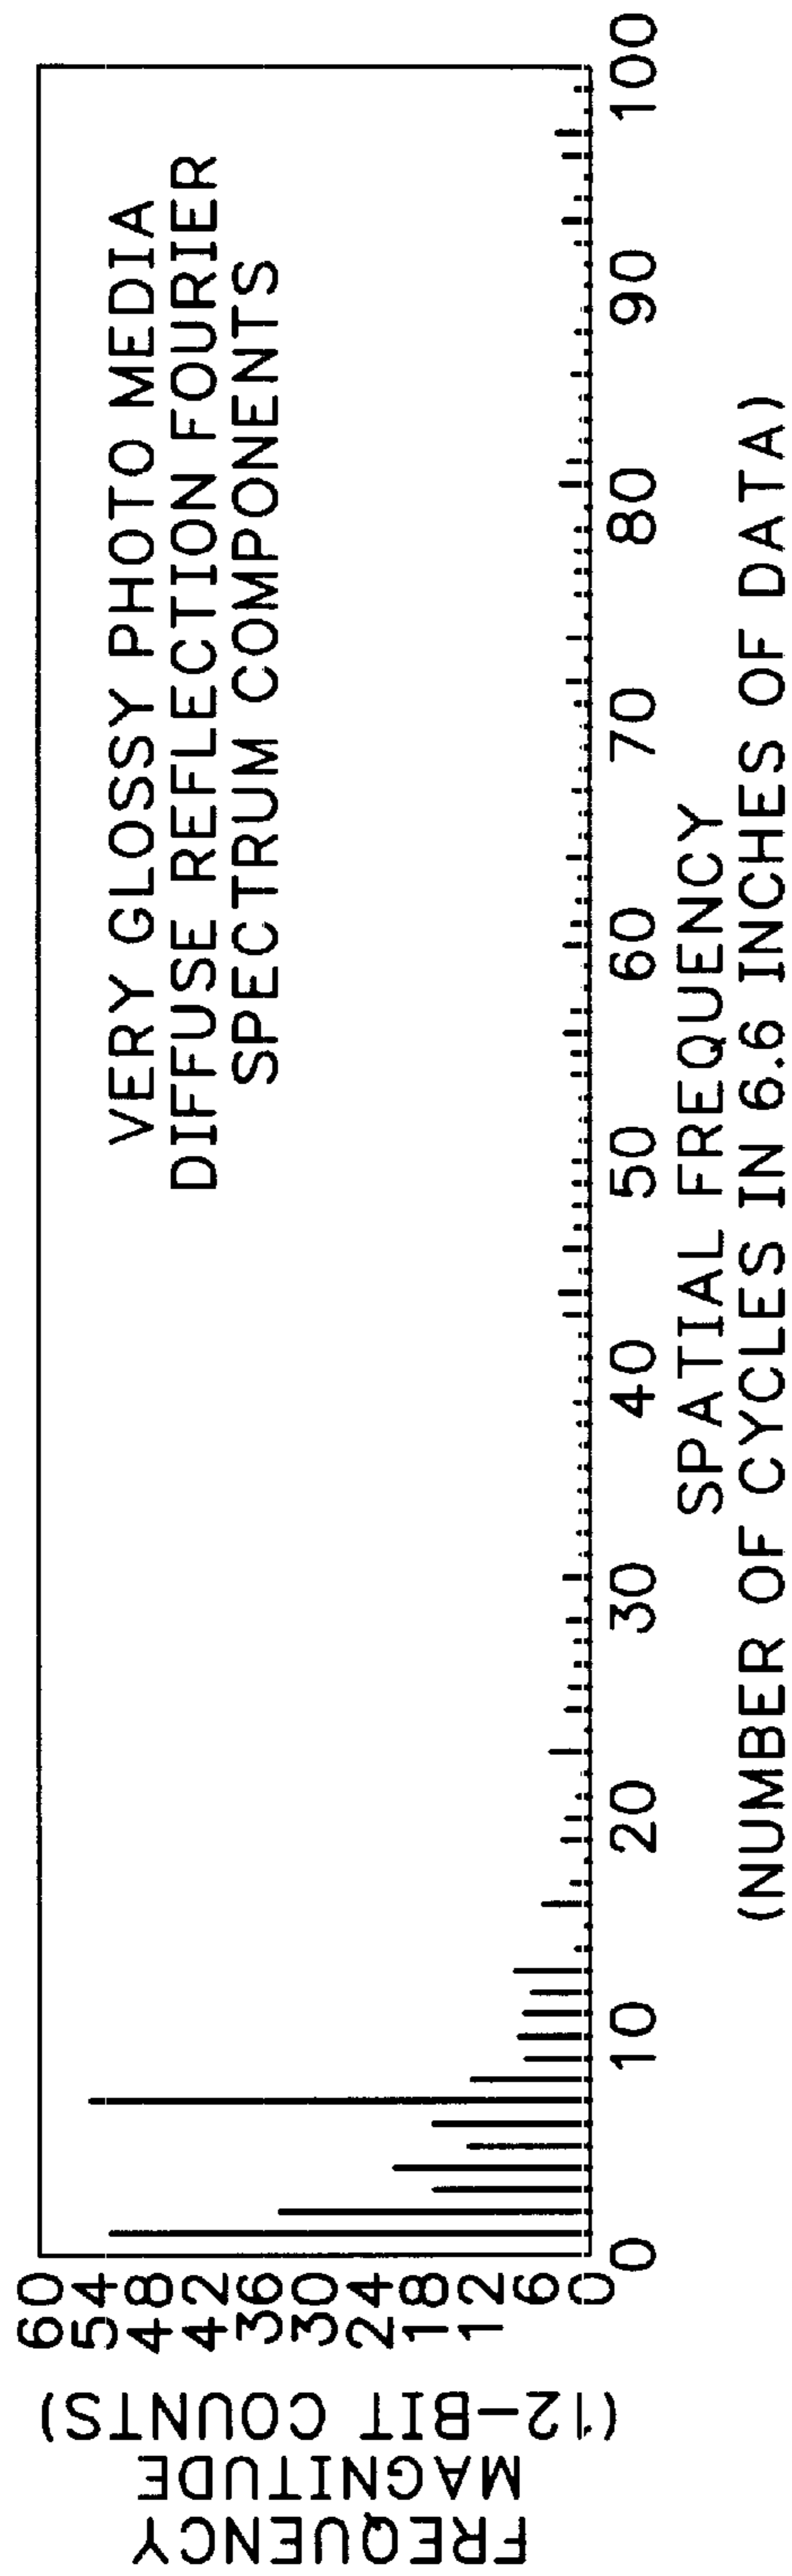 FREQUENCY
MAGNITUDE
(12-BIT COUNTS)
60
54
48
42
36
30
24
18
12
6
0
VERY GLOSSY PHOTO MEDIA
DIFFUSE REFLECTION FOURIER
SPECTRUM COMPONENTS
0 10 20 30 40 50 60 70 80 90 100
SPATIAL FREQUENCY
(NUMBER OF CYCLES IN 6.6 INCHES OF DATA)